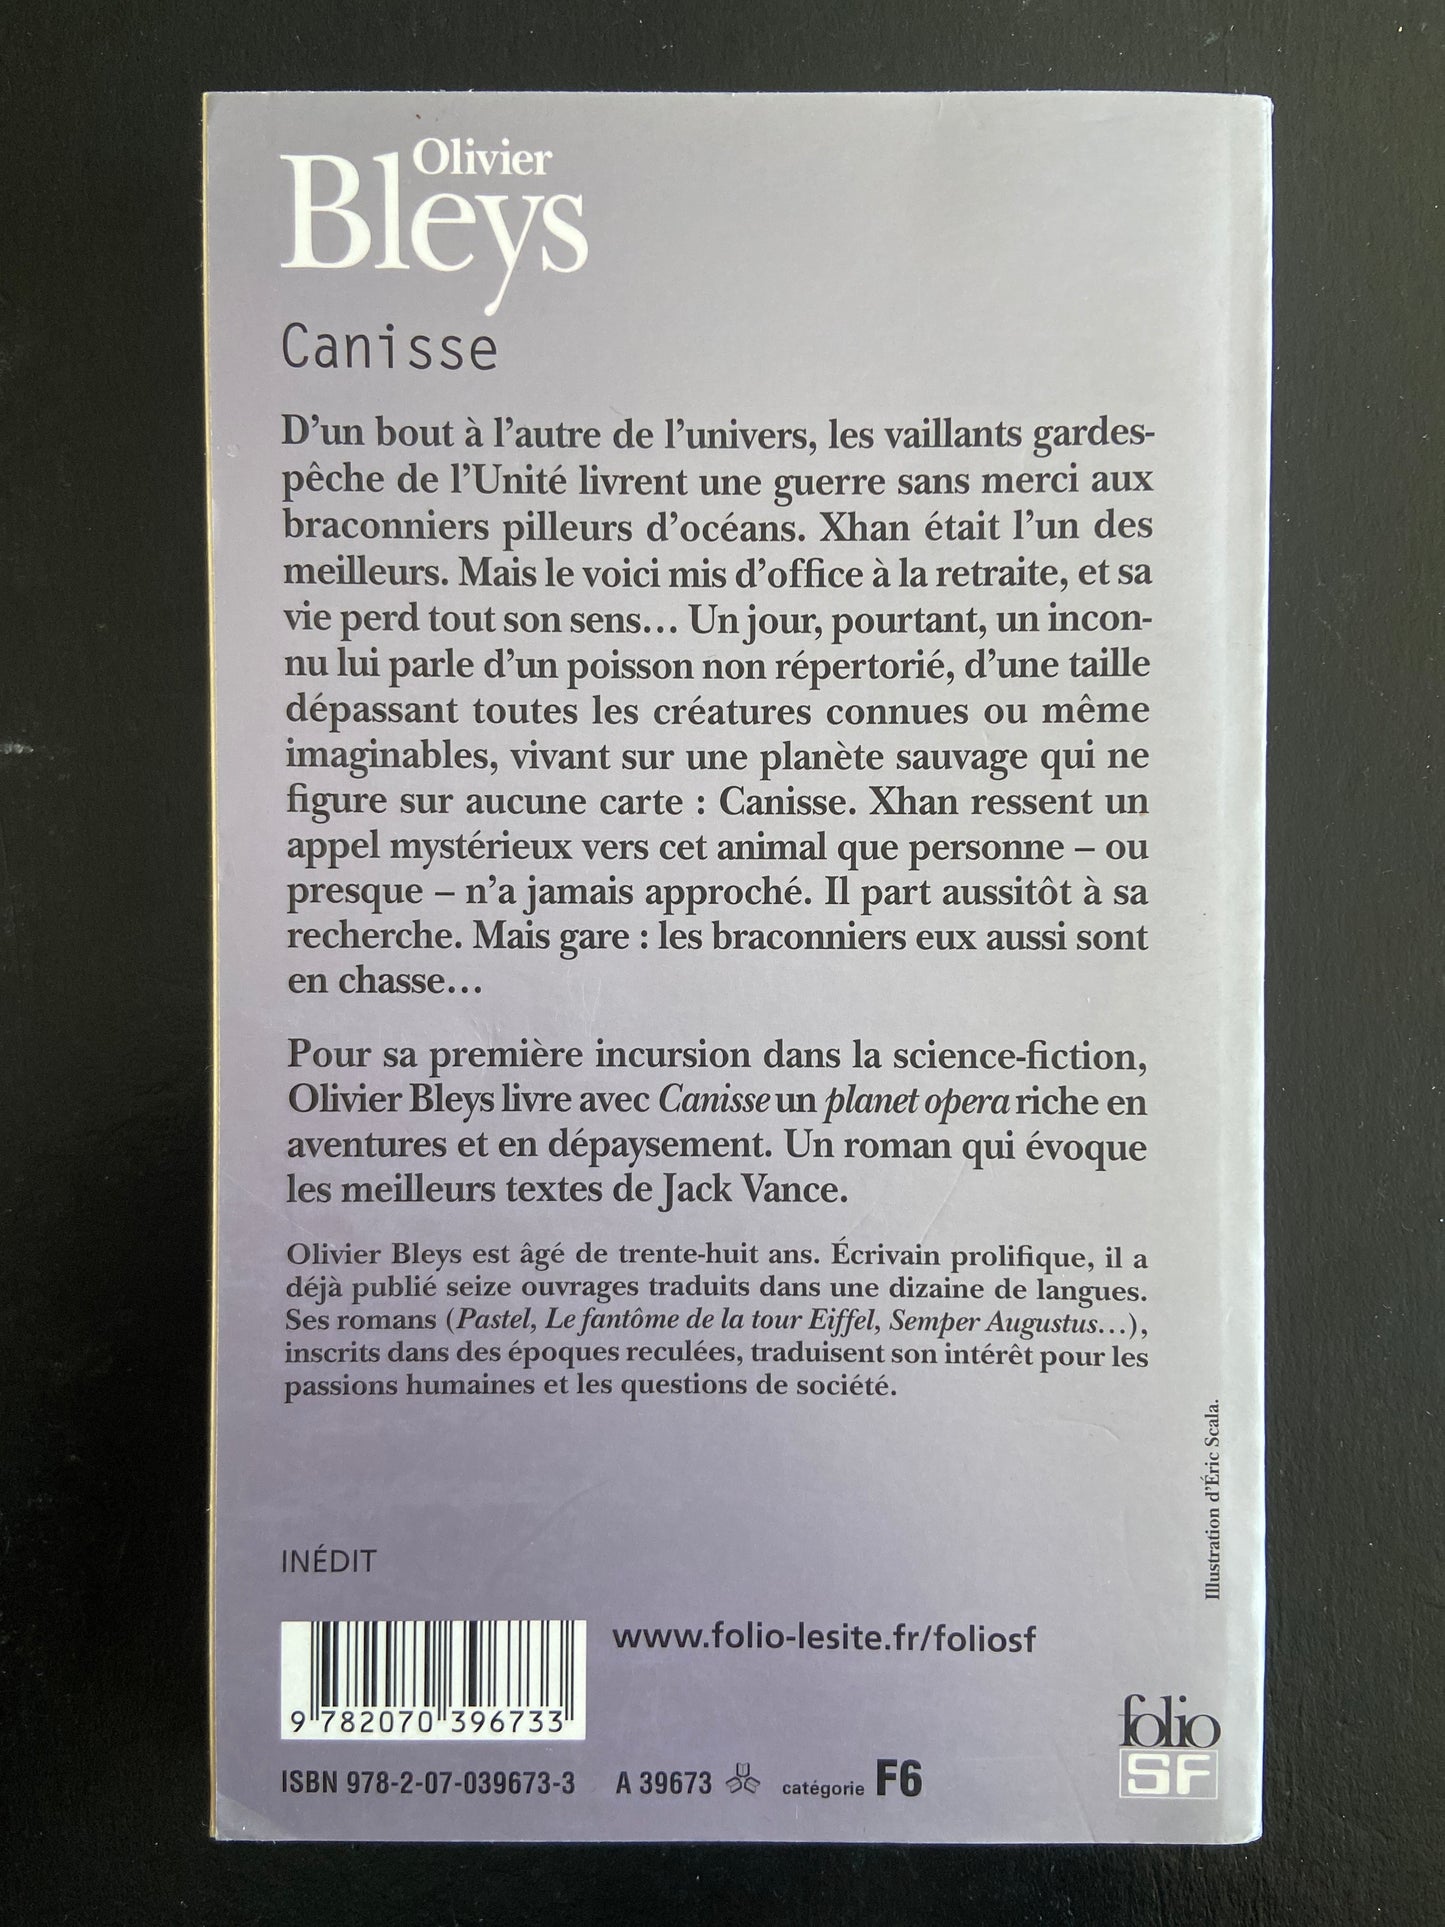 Olivier
Bleys
Canisse
D'un bout à l'autre de l'univers, les vaillants gardes-
pêche de l'Unité livrent une guerre sans merci aux
braconniers pilleurs d'océans. Xhan était l'un des
meilleurs. Mais le voici mis d'office à la retraite, et sa
vie perd tout son sens… Un jour, pourtant, un incon-
nu lui parle d'un poisson non répertorié, d'une taille
dépassant toutes les créatures connues ou même
imaginables, vivant sur une planète sauvage qui ne
figure sur aucune carte : Canisse. Xhan ressent un
appel mystérieux vers cet animal que personne – ou
presque – n'a jamais approché. Il part aussitôt à sa
recherche. Mais gare : les braconniers eux aussi sont
en chasse…
Pour sa première incursion dans la science-fiction,
Olivier Bleys livre avec Canisse un planet opera riche en
aventures et en dépaysement. Un roman qui évoque
les meilleurs textes de Jack Vance.
Olivier Bleys est âgé de trente-huit ans. Écrivain prolifique, il a
déjà publié seize ouvrages traduits dans une dizaine de langues.
Ses romans (Pastel, Le fantôme de la tour Eiffel, Semper Augustus…),
inscrits dans des époques reculées, traduisent son intérêt pour les
passions humaines et les questions de société.
Illustration d'Éric Scala.
INÉDIT
www.folio-lesite.fr/foliosf
9 782070 396733
ISBN 978-2-07-039673-3 A 39673 catégorie F6
folio
SF